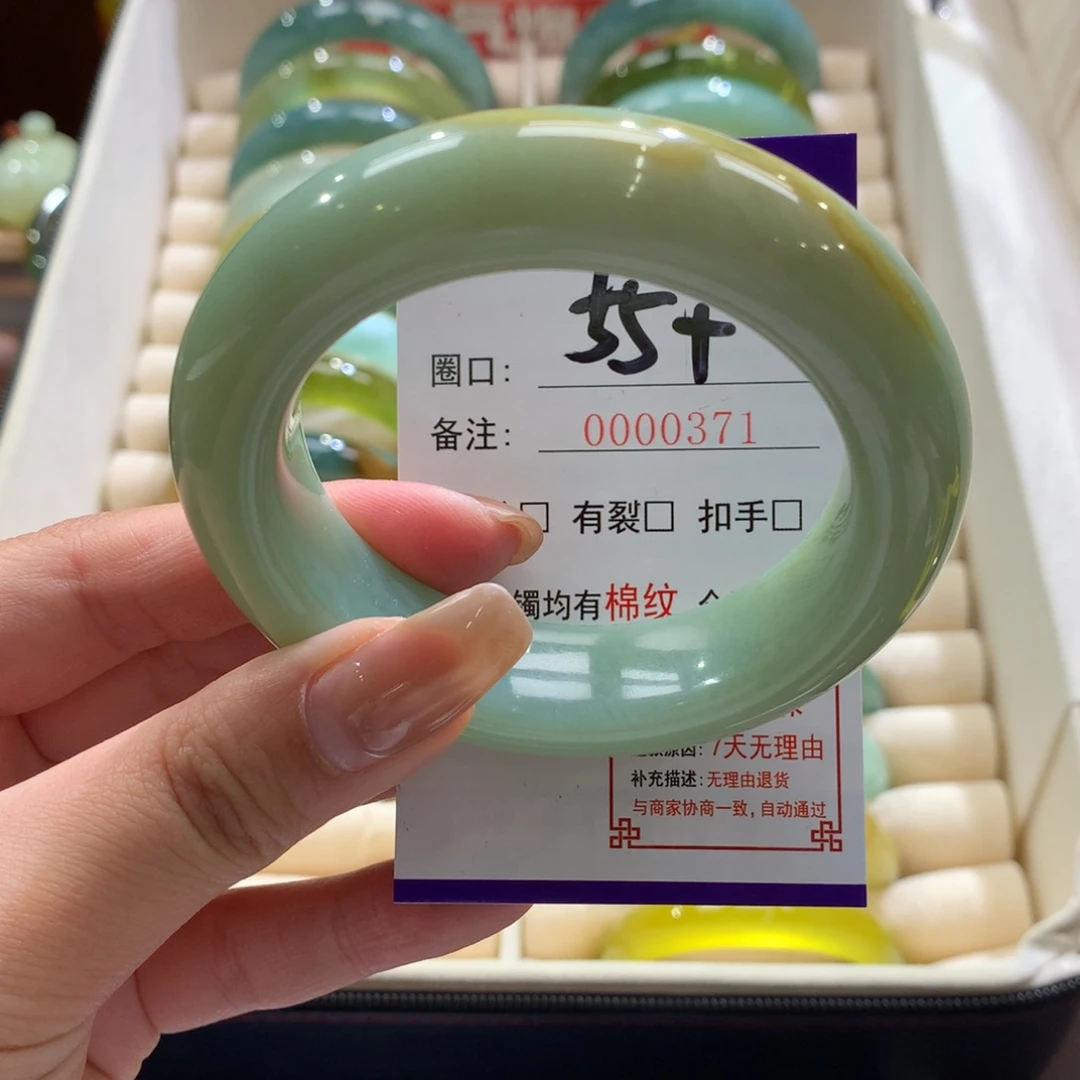 圈口: 55+
备注: 0000371
□ 有裂□ 扣手□
镯均有棉纹
原因: 7天无理由
补充描述: 无理由退货
与商家协商一致, 自动通过